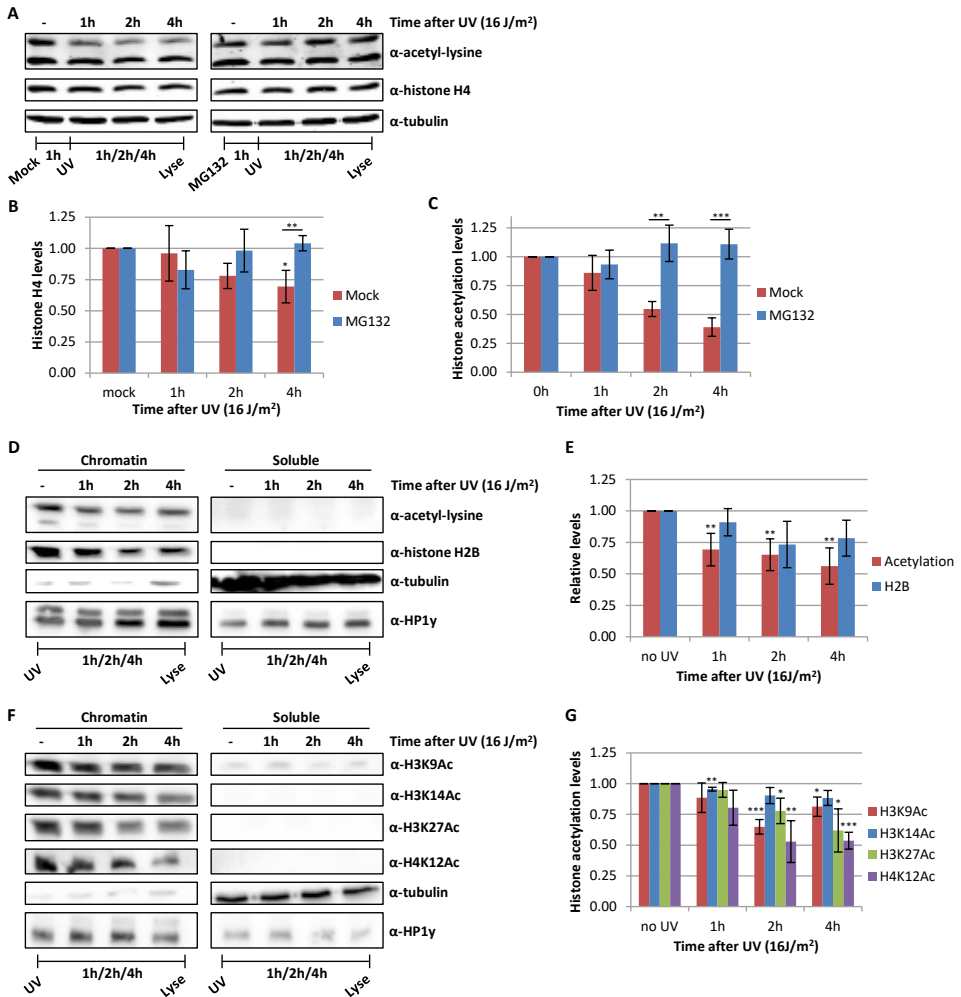 A
- 1h 2h 4h - 1h 2h 4h Time after UV (16 J/m²)
α-acetyl-lysine
α-histone H4
α-tubulin
Mock 1h UV 1h/2h/4h Lyse MG132 1h UV 1h/2h/4h Lyse
B
Histone H4 levels
1.25
1.00
0.75
0.50
0.25
0.00
** *
mock 1h 2h 4h
Time after UV (16 J/m²)
Mock
MG132
C
Histone acetylation levels
1.25
1.00
0.75
0.50
0.25
0.00
** ***
0h 1h 2h 4h
Time after UV (16 J/m²)
Mock
MG132
D
Chromatin Soluble
- 1h 2h 4h - 1h 2h 4h Time after UV (16 J/m²)
α-acetyl-lysine
α-histone H2B
α-tubulin
α-HP1γ
UV 1h/2h/4h Lyse UV 1h/2h/4h Lyse
E
Relative levels
1.25
1.00
0.75
0.50
0.25
0.00
** ** **
no UV 1h 2h 4h
Time after UV (16J/m²)
Acetylation
H2B
F
Chromatin Soluble
- 1h 2h 4h - 1h 2h 4h Time after UV (16 J/m²)
α-H3K9Ac
α-H3K14Ac
α-H3K27Ac
α-H4K12Ac
α-tubulin
α-HP1γ
UV 1h/2h/4h Lyse UV 1h/2h/4h Lyse
G
Histone acetylation levels
1.25
1.00
0.75
0.50
0.25
0.00
** *** * ** * * ***
no UV 1h 2h 4h
Time after UV (16J/m²)
H3K9Ac
H3K14Ac
H3K27Ac
H4K12Ac